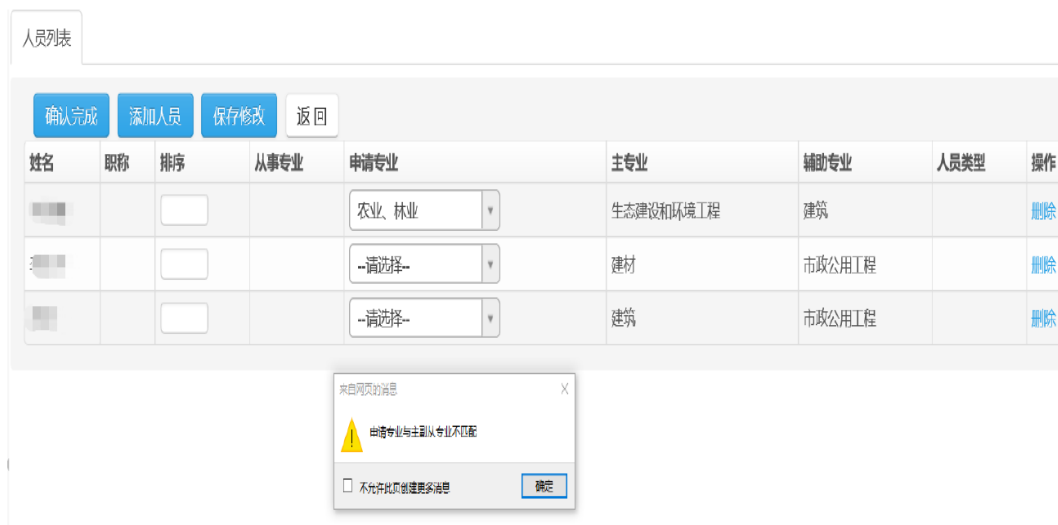 人员列表
确认完成 添加人员 保存修改 返回
姓名 职称 排序 从事专业 申请专业 主专业 辅助专业 人员类型 操作
农业、林业 生态建设和环境工程 建筑 删除
--请选择-- 建材 市政公用工程 删除
--请选择-- 建筑 市政公用工程 删除
来自网页的消息
申请专业与主副从专业不匹配
不允许此页创建更多消息 确定